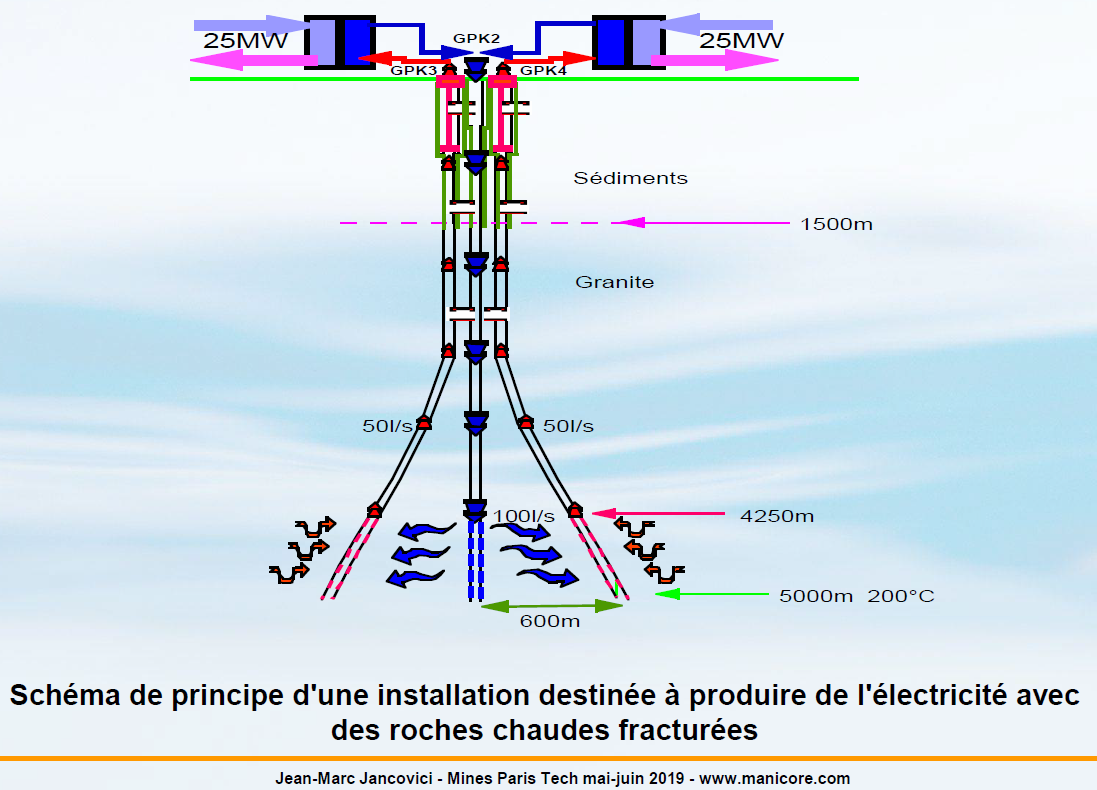 25MW
GPK2
25MW
GPK3
GPK4
Sédiments
1500m
Granite
50l/s
50l/s
100l/s
4250m
5000m 200°C
600m
Schéma de principe d'une installation destinée à produire de l'électricité avec
des roches chaudes fracturées
Jean-Marc Jancovici - Mines Paris Tech mai-juin 2019 - www.manicore.com